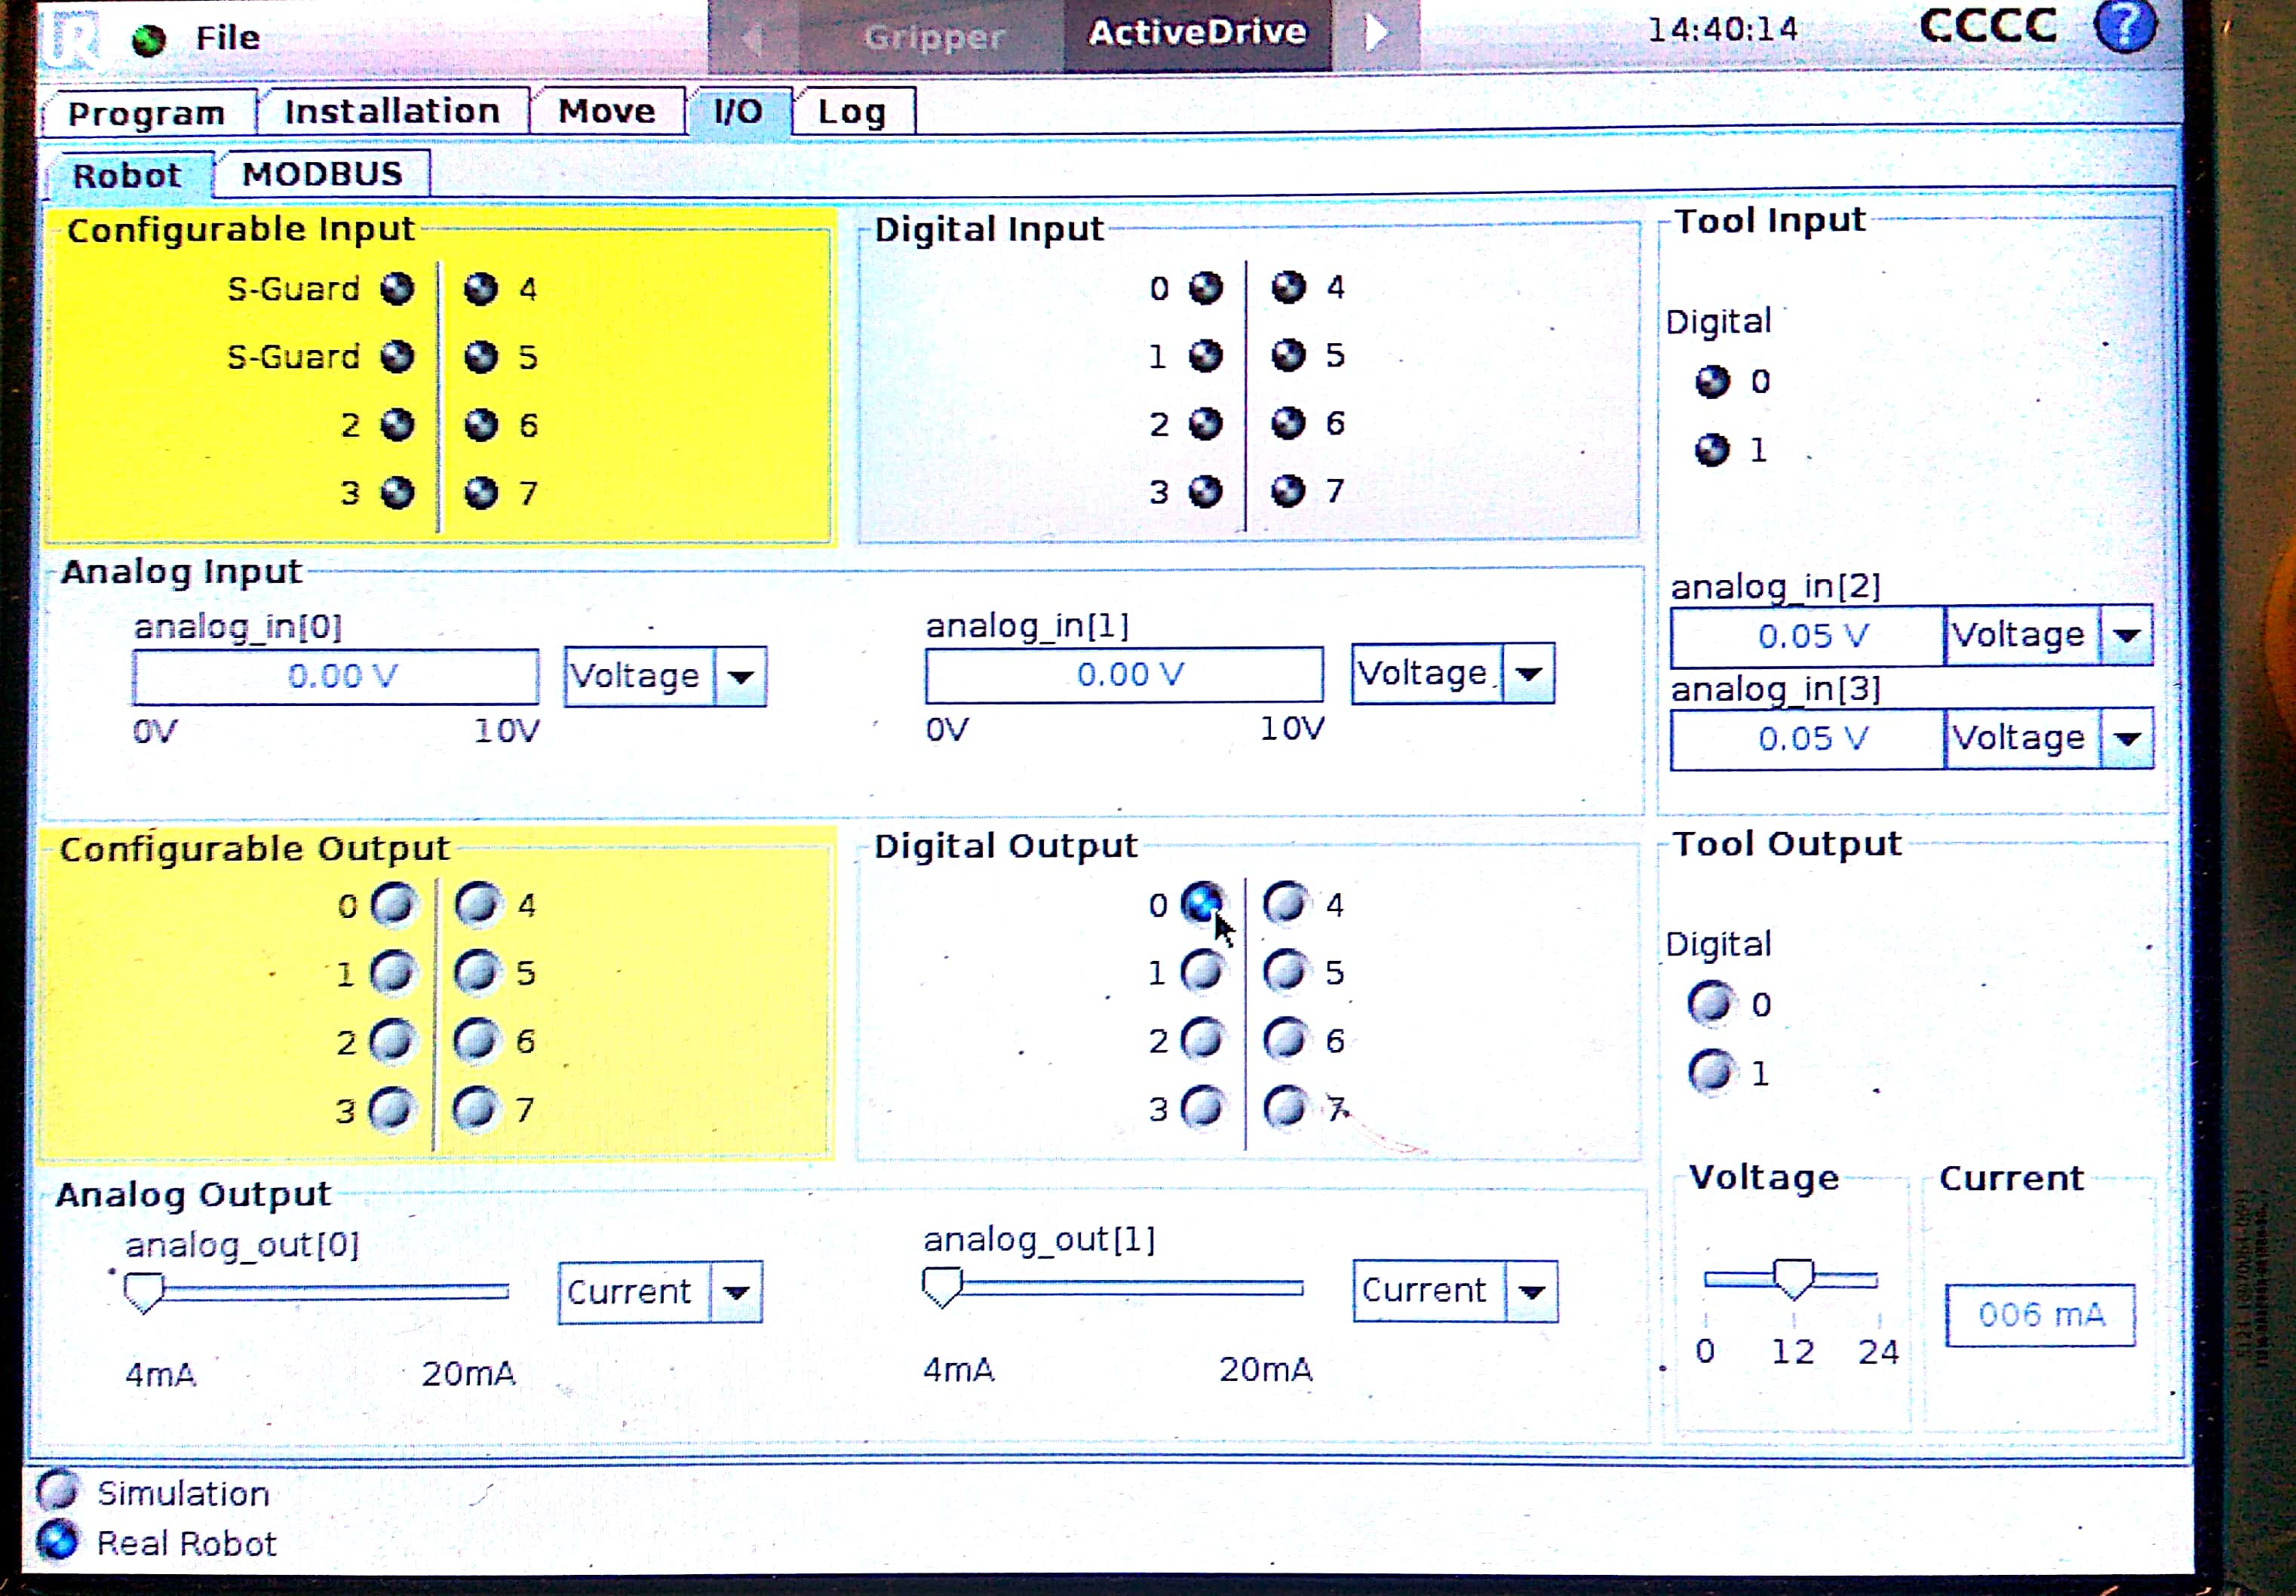 File
Gripper
ActiveDrive
14:40:14
CCCC
?
Program
Installation
Move
I/O
Log
Robot
MODBUS
Configurable Input
S-Guard 4
S-Guard 5
2 6
3 7
Digital Input
0 4
1 5
2 6
3 7
Tool Input
Digital
0
1
analog_in[2]
0.05 V Voltage
analog_in[3]
0.05 V Voltage
Analog Input
analog_in[0]
0.00 V Voltage
0V 10V
analog_in[1]
0.00 V Voltage
0V 10V
Configurable Output
0 4
1 5
2 6
3 7
Digital Output
0 4
1 5
2 6
3 7
Tool Output
Digital
0
1
Voltage
0 12 24
Current
006 mA
Analog Output
analog_out[0]
Current
4mA 20mA
analog_out[1]
Current
4mA 20mA
Simulation
Real Robot